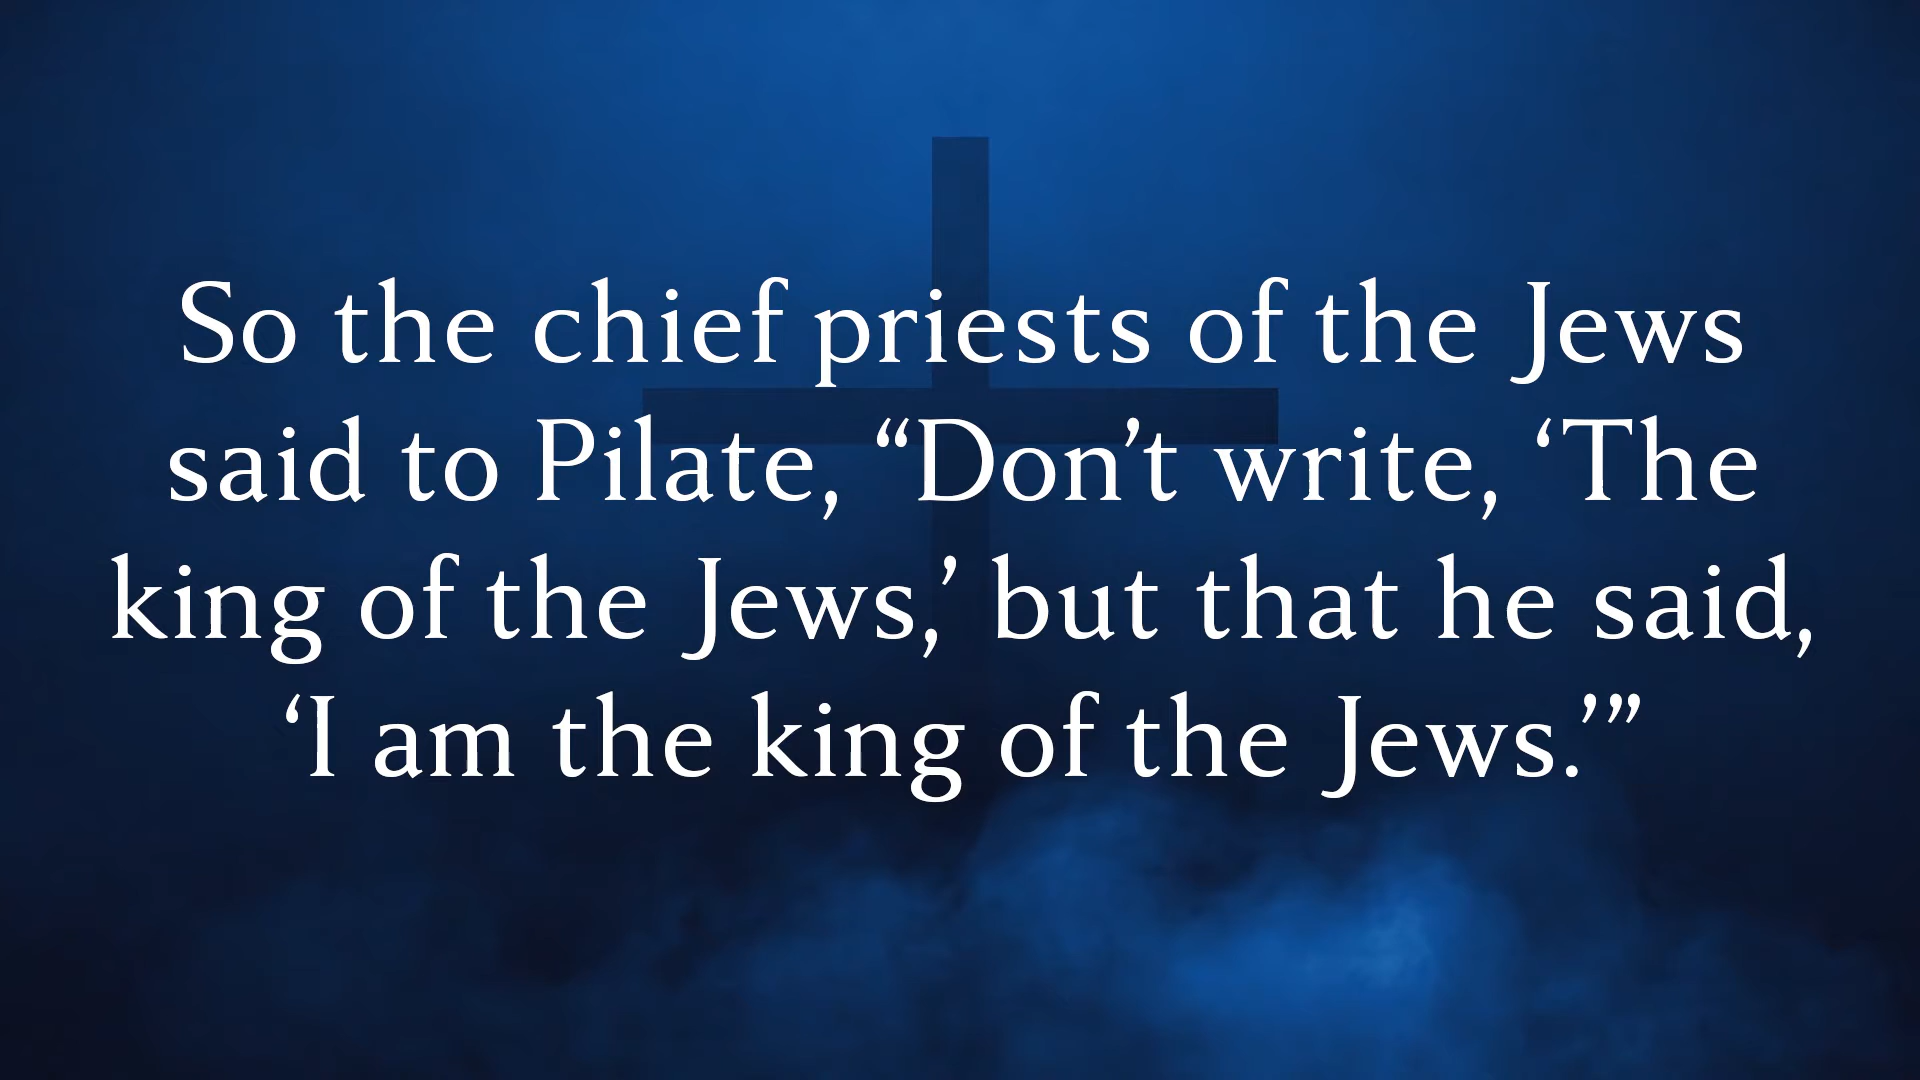 So the chief priests of the Jews
said to Pilate, “Don’t write, ‘The
king of the Jews,’ but that he said,
‘I am the king of the Jews.’”